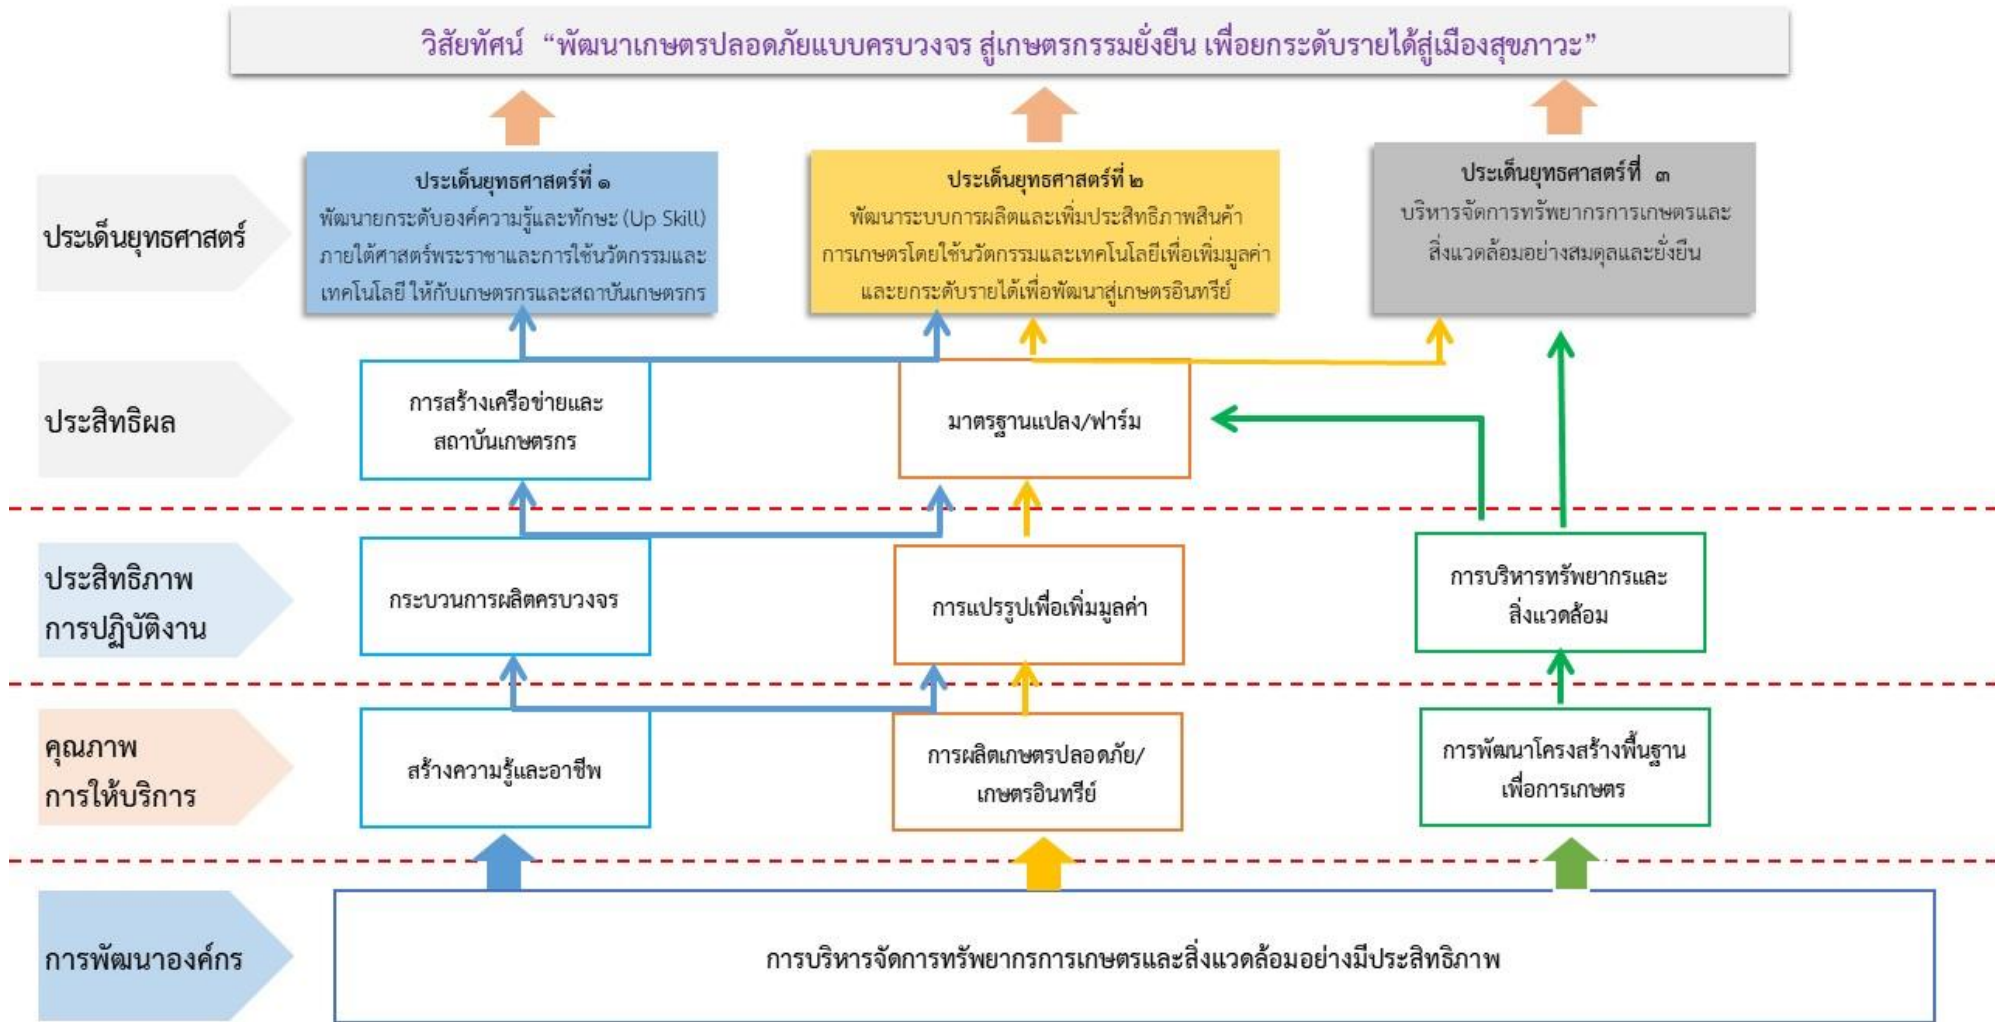 วิสัยทัศน์ “พัฒนาเกษตรปลอดภัยแบบครบวงจร สู่เกษตรกรรมยั่งยืน เพื่อยกระดับรายได้สู่เมืองสุขภาวะ”
ประเด็นยุทธศาสตร์
ประเด็นยุทธศาสตร์ที่ ๑
พัฒนายกระดับองค์ความรู้และทักษะ (Up Skill)
ภายใต้ศาสตร์พระราชาและการใช้นวัตกรรมและ
เทคโนโลยี ให้กับเกษตรกรและสถาบันเกษตรกร
ประเด็นยุทธศาสตร์ที่ ๒
พัฒนาระบบการผลิตและเพิ่มประสิทธิภาพสินค้า
การเกษตรโดยใช้นวัตกรรมและเทคโนโลยีเพื่อเพิ่มมูลค่า
และยกระดับรายได้เพื่อพัฒนาสู่เกษตรอินทรีย์
ประเด็นยุทธศาสตร์ที่ ๓
บริหารจัดการทรัพยากรการเกษตรและ
สิ่งแวดล้อมอย่างสมดุลและยั่งยืน
ประสิทธิผล
การสร้างเครือข่ายและ
สถาบันเกษตรกร
มาตรฐานแปลง/ฟาร์ม
ประสิทธิภาพ
การปฏิบัติงาน
กระบวนการผลิตครบวงจร
การแปรรูปเพื่อเพิ่มมูลค่า
การบริหารทรัพยากรและ
สิ่งแวดล้อม
คุณภาพ
การให้บริการ
สร้างความรู้และอาชีพ
การผลิตเกษตรปลอดภัย/
เกษตรอินทรีย์
การพัฒนาโครงสร้างพื้นฐาน
เพื่อการเกษตร
การพัฒนาองค์กร
การบริหารจัดการทรัพยากรการเกษตรและสิ่งแวดล้อมอย่างมีประสิทธิภาพ